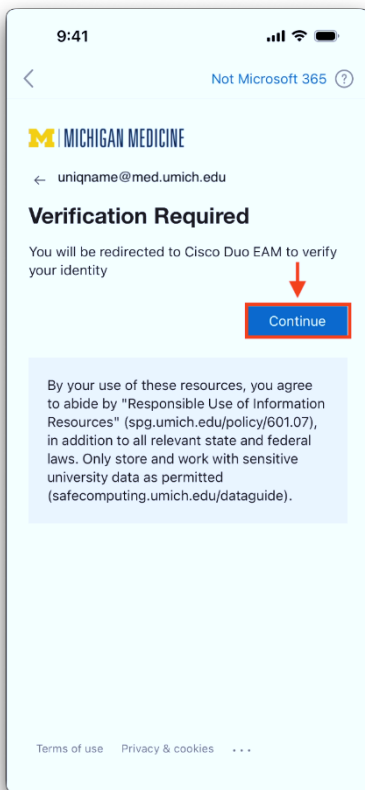 9:41
Not Microsoft 365 ?
M | MICHIGAN MEDICINE
← uniqname@med.umich.edu
Verification Required
You will be redirected to Cisco Duo EAM to verify
your identity
Continue
By your use of these resources, you agree
to abide by "Responsible Use of Information
Resources" (spg.umich.edu/policy/601.07),
in addition to all relevant state and federal
laws. Only store and work with sensitive
university data as permitted
(safecomputing.umich.edu/dataguide).
Terms of use Privacy & cookies ...